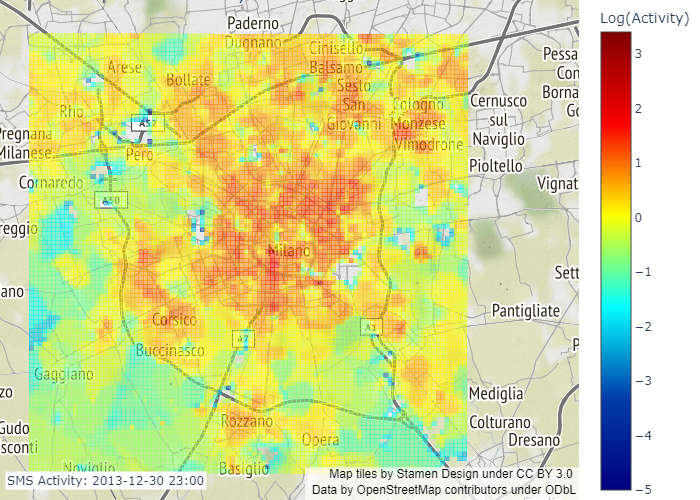 Log(Activity)
3
2
1
0
−1
−2
−3
−4
−5
Paderno
Dugnano
Cinisello
Balsamo
Arese
Bollate
Sesto
San
Giovanni
Rho
A52
Cologno
Monzese
Vimodrone
Pregnana
Milanese
Pero
Cernusco
sul
Naviglio
Pioltello
Pessa
Con
Borna
Go
Cornaredo
A50
Vignat
reggio
Milano
Sett
ano
Pantigliate
Corsico
A7
A1
Buccinasco
P
Gaggiano
zo
Mediglia
Gudo
sconti
Rozzano
Opera
Colturano
Dresano
Noviglio
Basiglio
SMS Activity: 2013-12-30 23:00
Map tiles by Stamen Design under CC BY 3.0
Data by OpenStreetMap contributors under ODbL